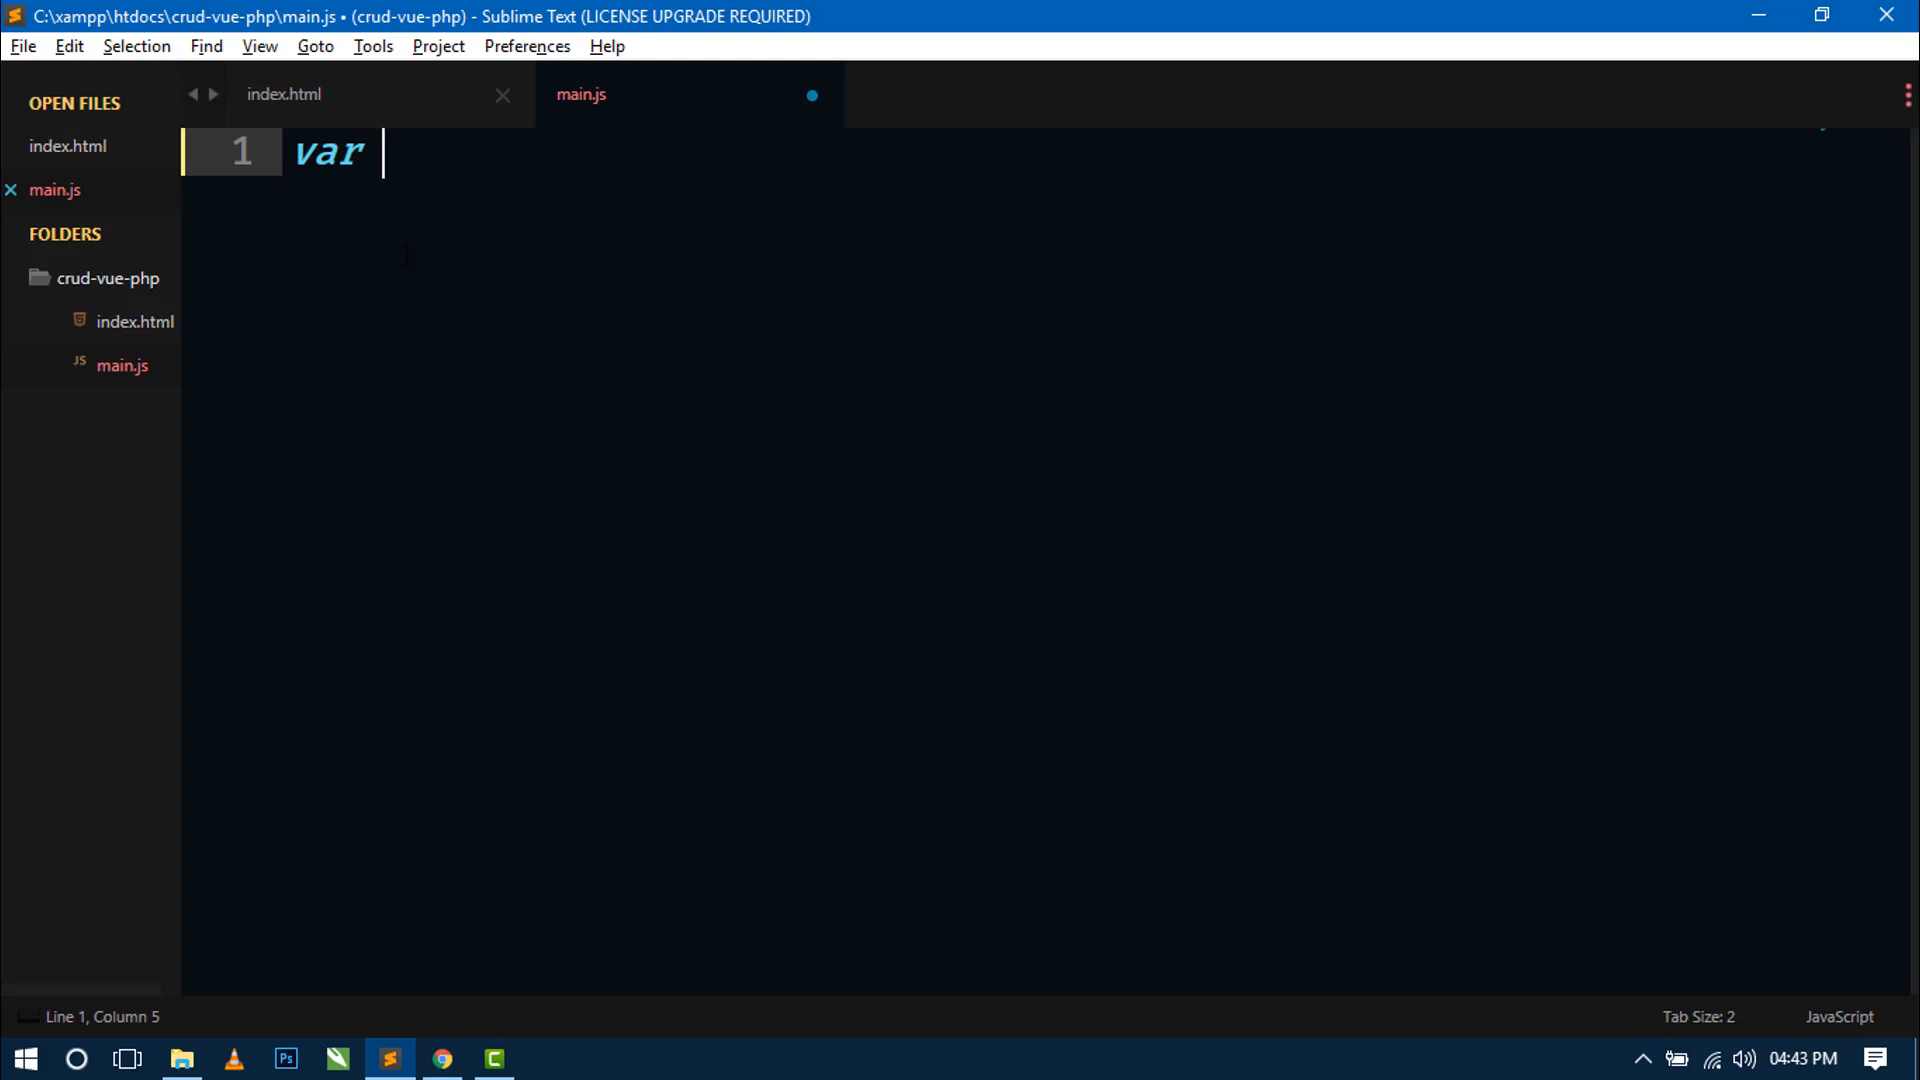 C:\xampp\htdocs\crud-vue-php\main.js • (crud-vue-php) - Sublime Text (LICENSE UPGRADE REQUIRED)
File Edit Selection Find View Goto Tools Project Preferences Help
OPEN FILES
index.html
main.js
FOLDERS
crud-vue-php
index.html
JS main.js
index.html main.js
1 var
Line 1, Column 5 Tab Size: 2 JavaScript
Ps C 04:43 PM